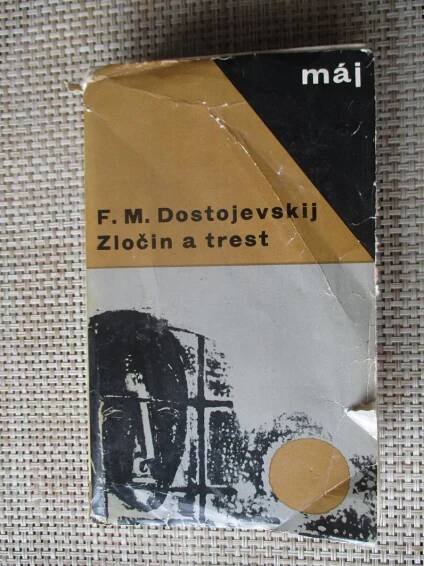 máj
F. M. Dostojevskij
Zločin a trest